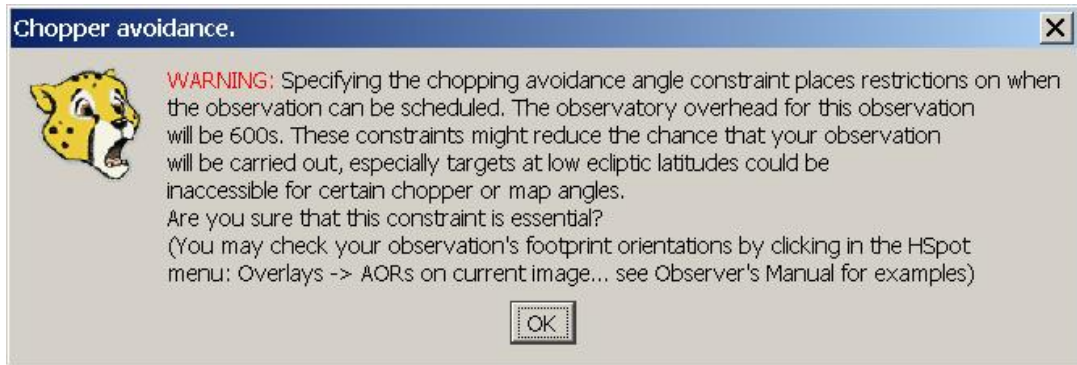 Chopper avoidance.
WARNING: Specifying the chopping avoidance angle constraint places restrictions on when
the observation can be scheduled. The observatory overhead for this observation
will be 600s. These constraints might reduce the chance that your observation
will be carried out, especially targets at low ecliptic latitudes could be
inaccessible for certain chopper or map angles.
Are you sure that this constraint is essential?
(You may check your observation's footprint orientations by clicking in the HSpot
menu: Overlays -> AORs on current image... see Observer's Manual for examples)
OK